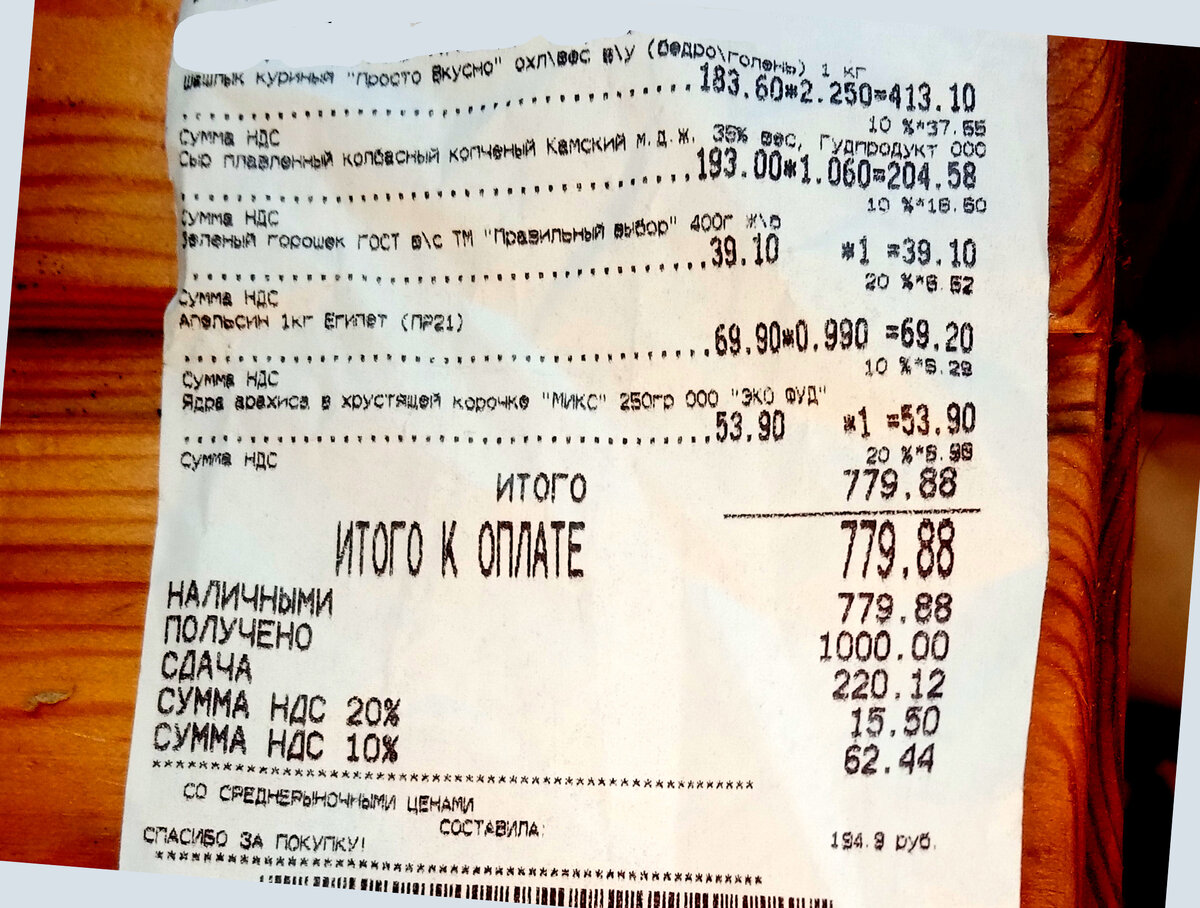 Шашлык куриный "Просто вкусно" охл\вес в\у (бедро\голень) 1 кг
183.60*2.250=413.10
Сумма НДС 10 %*37.55
Сыр плавленный колбасный копченый Камский м.д.ж. 35% вес, Гудпродукт ООО
193.00*1.060=204.58
Сумма НДС 10 %*18.60
Зеленый горошек ГОСТ в\с ТМ "Правильный выбор" 400г ж\б
39.10 *1 =39.10
Сумма НДС 20 %*6.52
Апельсин 1кг Египет (ПР21)
69.90*0.990 =69.20
Сумма НДС 10 %*6.29
Ядра арахиса в хрустящей корочке "МИКС" 250гр ООО "ЭКО ФУД"
53.90 *1 =53.90
Сумма НДС 20 %*8.98
ИТОГО 779.88
ИТОГО К ОПЛАТЕ 779.88
НАЛИЧНЫМИ 779.88
ПОЛУЧЕНО 1000.00
СДАЧА 220.12
СУММА НДС 20% 15.50
СУММА НДС 10% 62.44
*****************************************************
СО СРЕДНЕРЫНОЧНЫМИ ЦЕНАМИ
СОСТАВИЛА: 194.9 руб.
СПАСИБО ЗА ПОКУПКУ!
*****************************************************